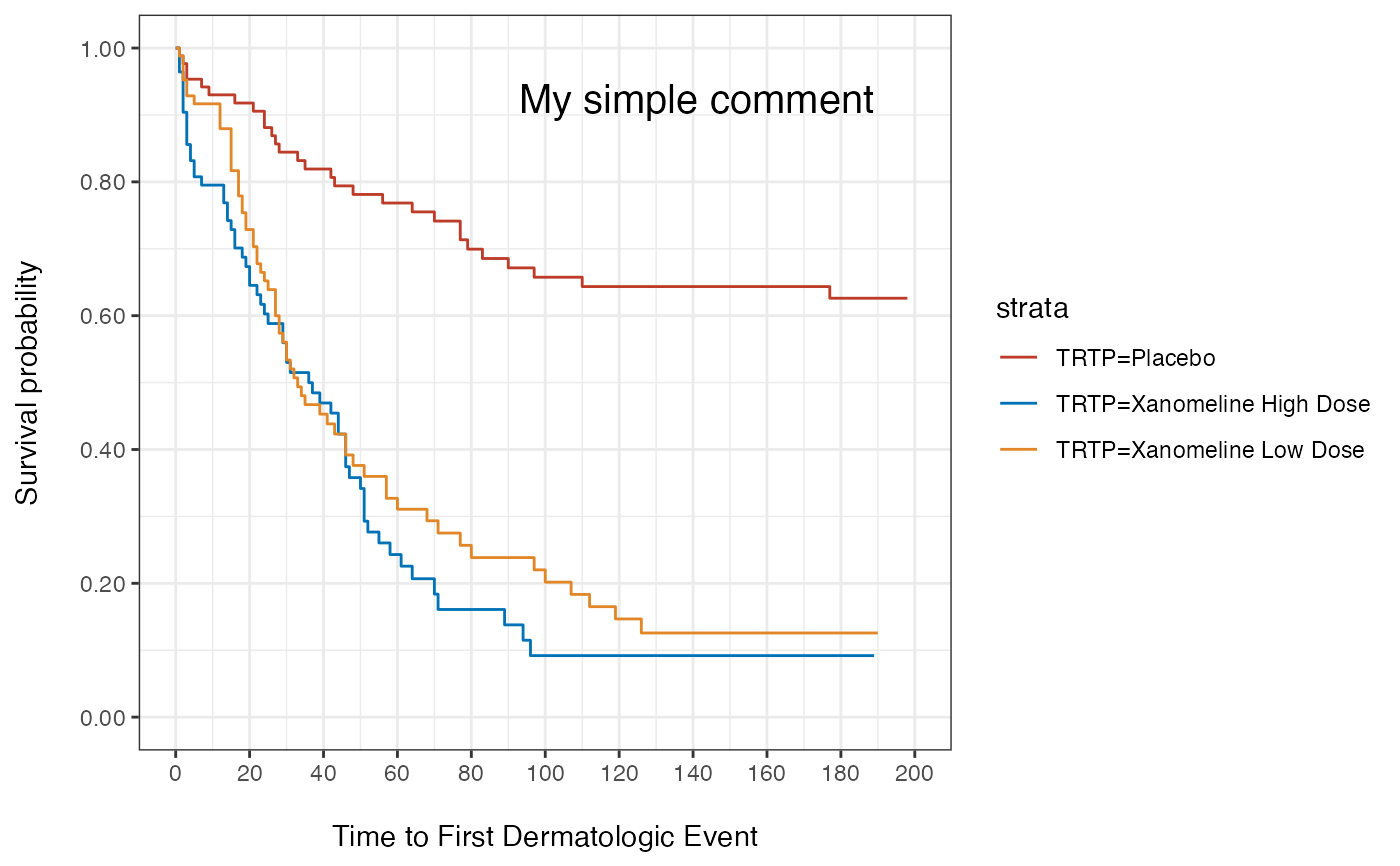 My simple comment
1.00
0.80
0.60
0.40
0.20
0.00
Survival probability
0 20 40 60 80 100 120 140 160 180 200
Time to First Dermatologic Event
strata
TRTP=Placebo
TRTP=Xanomeline High Dose
TRTP=Xanomeline Low Dose